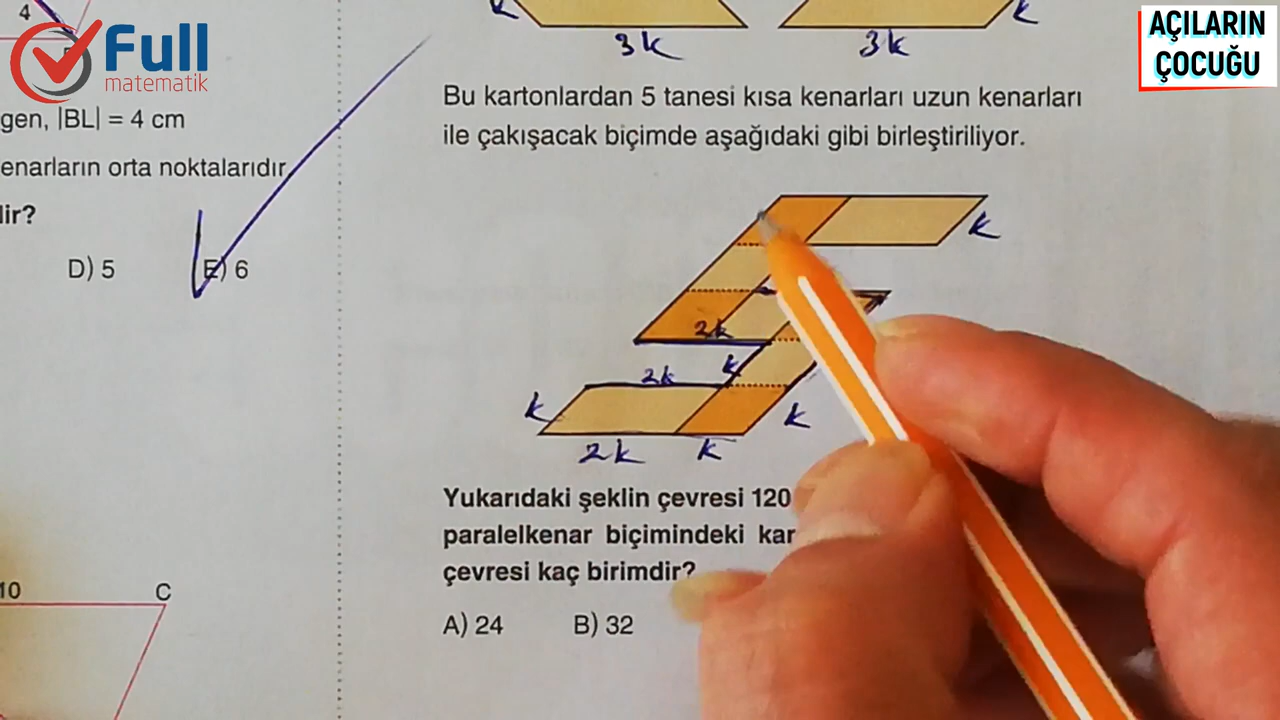 4
Full
matematik
gen, |BL| = 4 cm
enarların orta noktalarıdır
lir?
D) 5 E) 6
10 C
k k
3k 3k
Bu kartonlardan 5 tanesi kısa kenarları uzun kenarları
ile çakışacak biçimde aşağıdaki gibi birleştiriliyor.
k
2k
k
2k
k k
2k k
Yukarıdaki şeklin çevresi 120
paralelkenar biçimindeki kar
çevresi kaç birimdir?
A) 24 B) 32
AÇILARIN
ÇOCUĞU